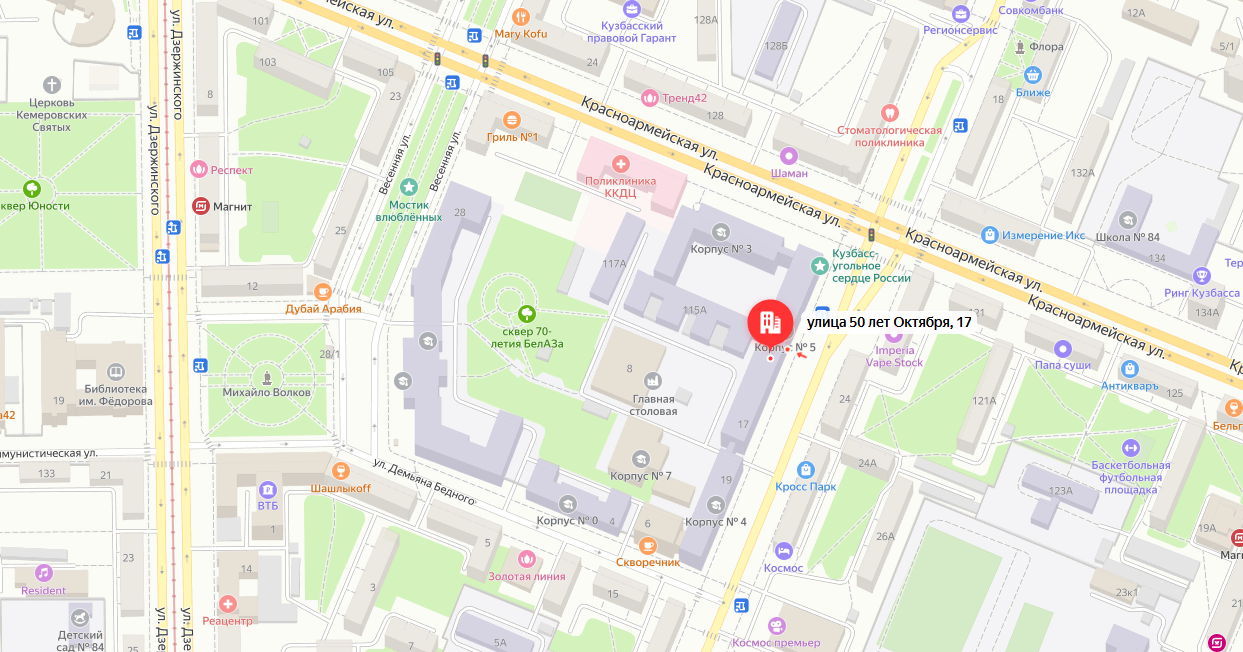 101
Mary Kofu
Кузбасский
правовой Гарант
128А
Совкомбанк
Регионсервис
12А
5/1
Красноармейская ул.
ул. Дзержинского
103
105
24
128Б
Флора
Ближе
8
23
Церковь
Кемеровских
Святых
ул. Дзержинского
Гриль №1
Тренд42
128
Красноармейская ул.
18
Стоматологическая
поликлиника
Весенняя ул.
Весенняя ул.
Респект
Поликлиника
ККДЦ
Шаман
132А
сквер Юности
Магнит
Мостик
влюблённых
28
Красноармейская ул.
25
Корпус № 3
Красноармейская ул.
Измерение Икс
Школа № 84
134
117А
Кузбасс-
угольное
сердце России
Тер
Ринг Кузбасса
12
Дубай Арабия
115А
Красноармейская ул.
134А
улица 50 лет Октября, 17
сквер 70-
летия БелАЗа
Корпус № 5
Imperia
Vape Stock
Папа суши
28/1
Антикваръ
Библиотека
им. Фёдорова
19
Михайло Волков
8
Главная
столовая
24
121А
125
а42
17
Бельг
ммунистическая ул.
133
21
ул. Демьяна Бедного
24А
Баскетбольная
футбольная
площадка
Шашлыкоff
Корпус № 7
19
Кросс Парк
123А
ВТБ
1
Корпус № 0
4
6
Корпус № 4
26А
19А
Магн
23
5
Скворечник
Космос
14
Золотая линия
Resident
3
15
23к1
Реацентр
ул. Дзе
ул. Дзе
Детский
сад № 84
7
5А
Космос премьер